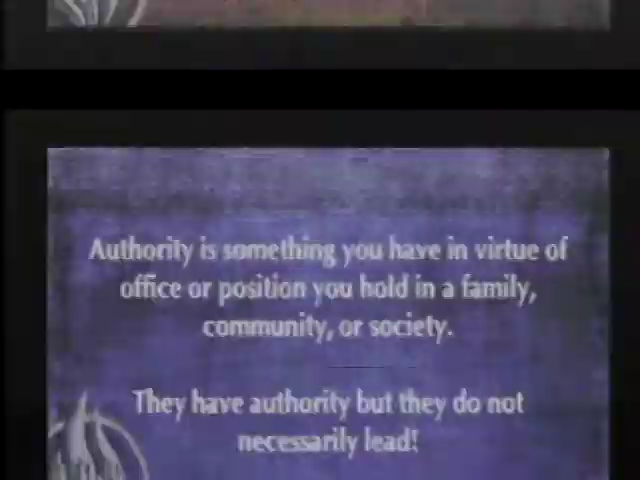 Authority is something you have in virtue of
office or position you hold in a family,
community, or society.
They have authority but they do not
necessarily lead!